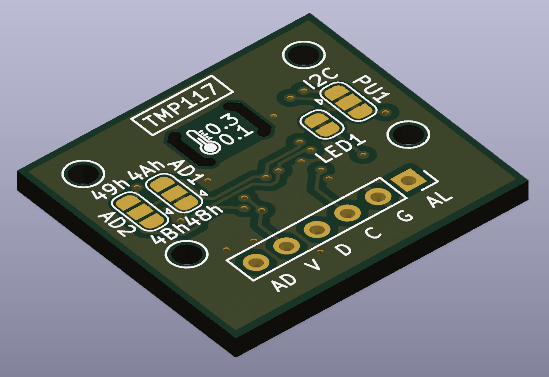 TMP117
0.3
0.1
I2C
PU1
LED1
49h 4Ah
AD1
AD2
4Bh 48h
AD V D C G AL